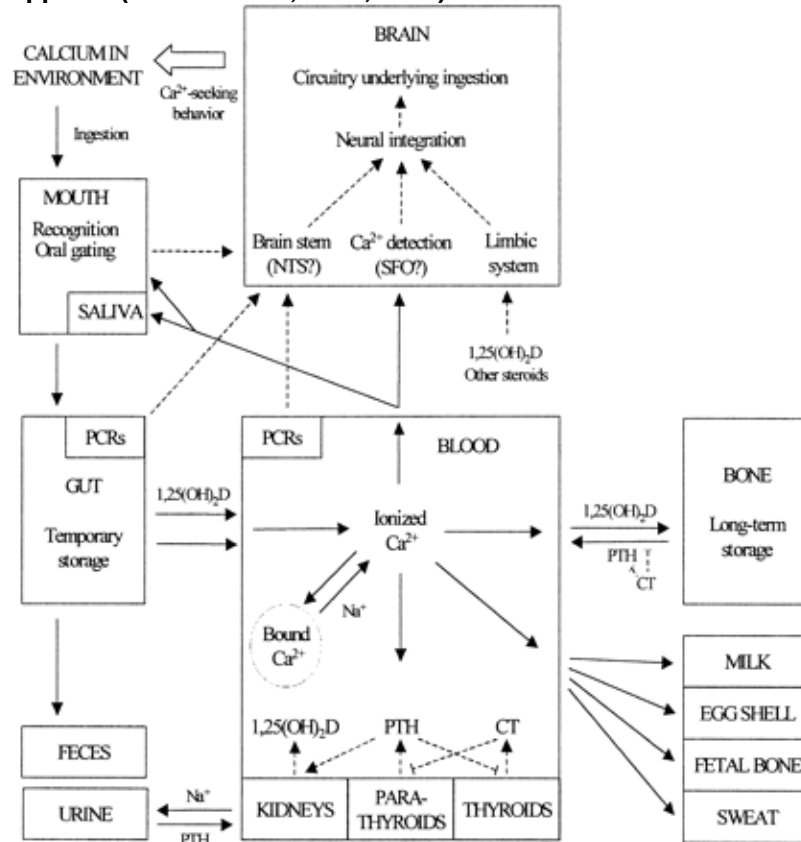 BRAIN
CALCIUM IN
ENVIRONMENT
Ca²⁺-seeking
behavior
Circuitry underlying ingestion
Ingestion
Neural integration
MOUTH
Recognition
Oral gating
Brain stem
(NTS?)
Ca²⁺ detection
(SFO?)
Limbic
system
SALIVA
1,25(OH)₂D
Other steroids
PCRs
PCRs
BLOOD
GUT
BONE
1,25(OH)₂D
1,25(OH)₂D
Temporary
storage
Ionized
Ca²⁺
Long-term
storage
PTH
CT
Na⁺
Bound
Ca²⁺
MILK
1,25(OH)₂D
PTH
CT
EGG SHELL
FECES
FETAL BONE
Na⁺
URINE
PTH
KIDNEYS
PARA-
THYROIDS
THYROIDS
SWEAT